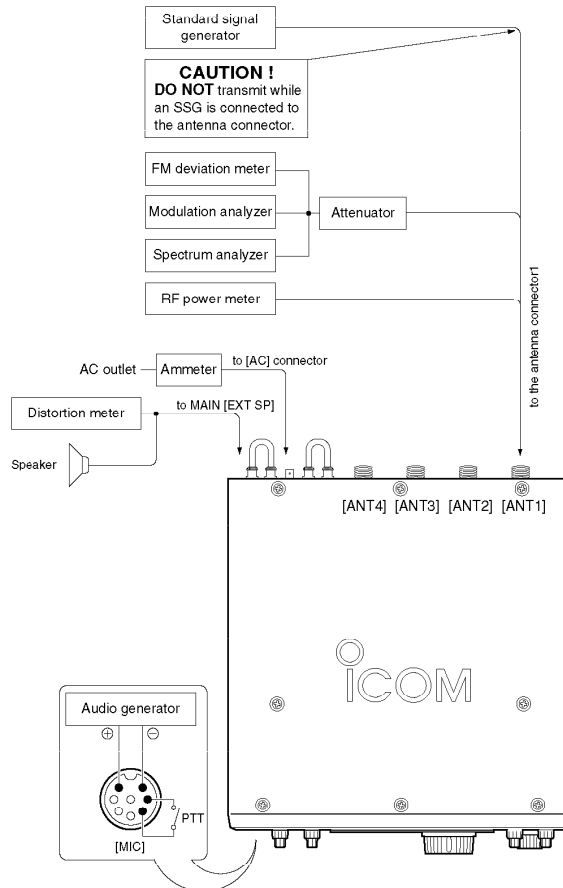 Standard signal
generator
CAUTION !
DO NOT transmit while
an SSG is connected to
the antenna connector.
FM deviation meter
Modulation analyzer
Attenuator
Spectrum analyzer
RF power meter
to the antenna connector1
AC outlet
Ammeter
to [AC] connector
Distortion meter
to MAIN [EXT SP]
Speaker
[ANT4] [ANT3] [ANT2] [ANT1]
ICOM
Audio generator
+ −
PTT
[MIC]